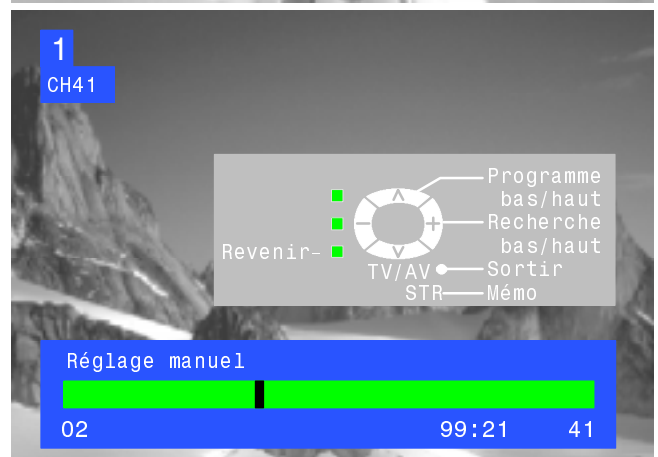 1
CH41
Programme
bas/haut
Recherche
bas/haut
Revenir-
TV/AV Sortir
STR Mémo
Réglage manuel
02 99:21 41